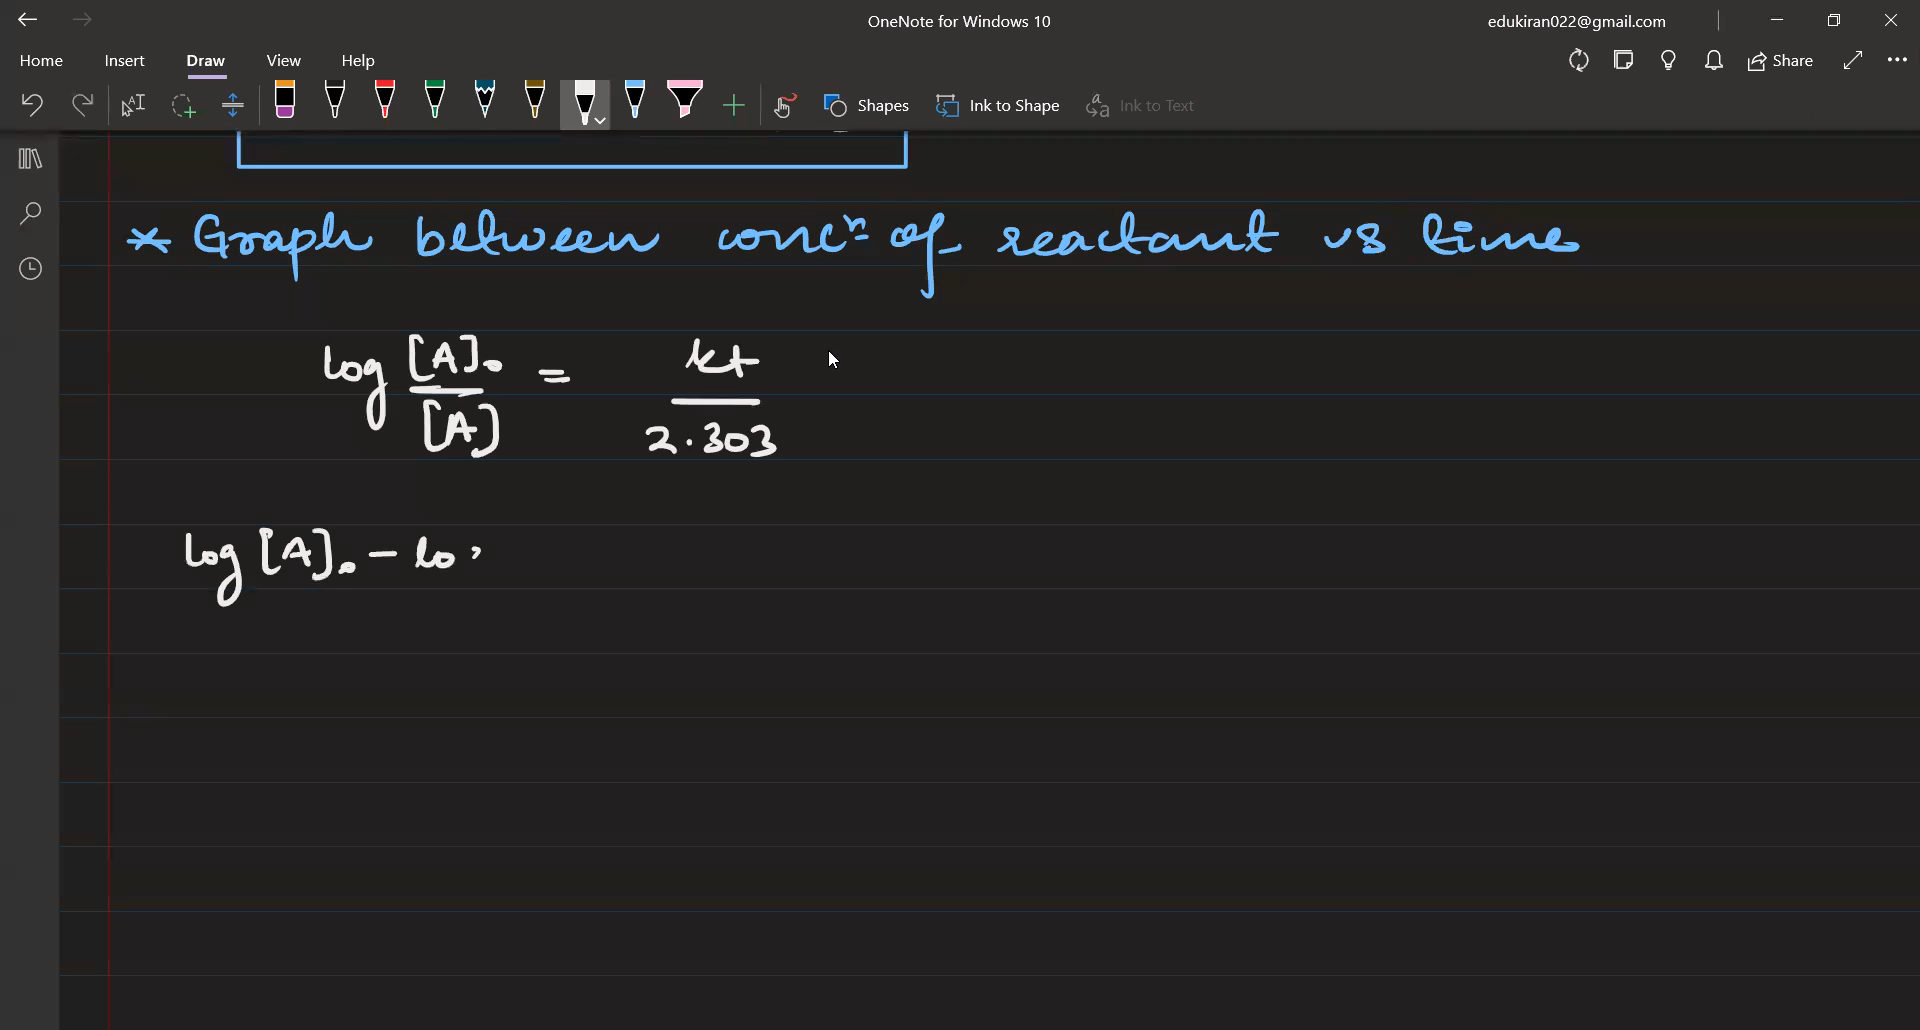 OneNote for Windows 10
edukiran022@gmail.com
Home Insert Draw View Help
Share
Shapes Ink to Shape Ink to Text
* Graph between concⁿ of reactant vs time
log [A]₀ / [A] = kt / 2.303
log [A]₀ - lo